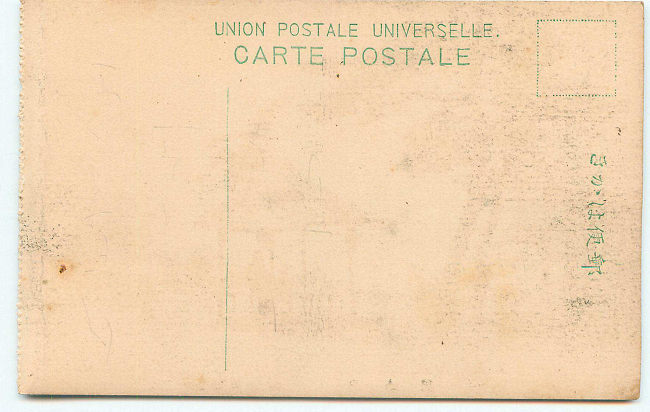 UNION POSTALE UNIVERSELLE.
CARTE POSTALE
郵便はかき